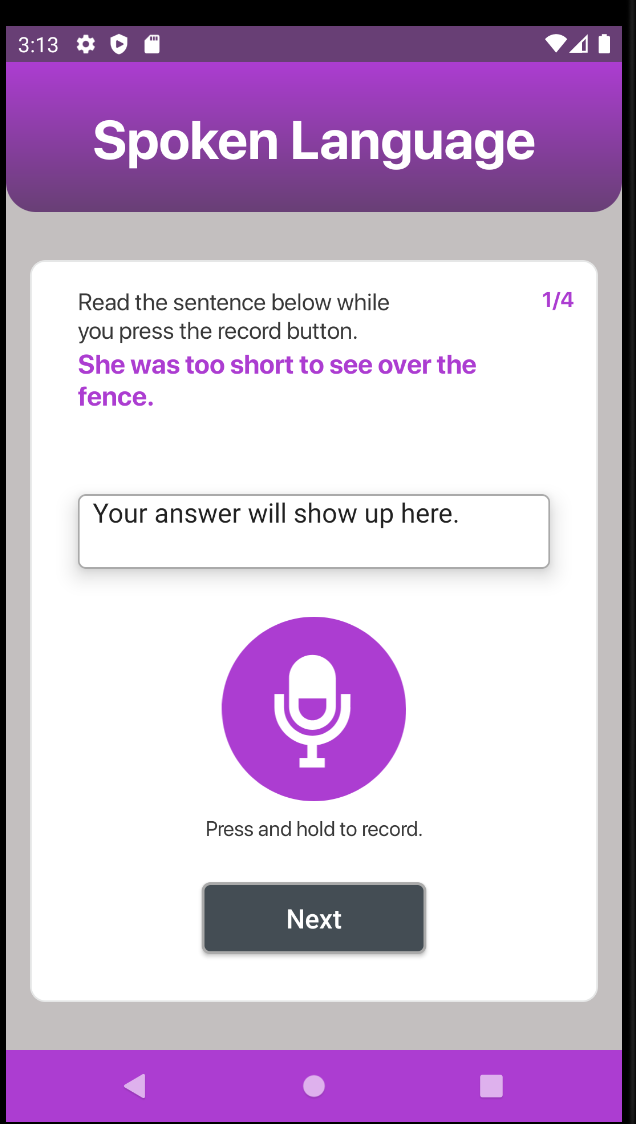 3:13
Spoken Language
Read the sentence below while
1/4
you press the record button.
She was too short to see over the
fence.
Your answer will show up here.
Press and hold to record.
Next